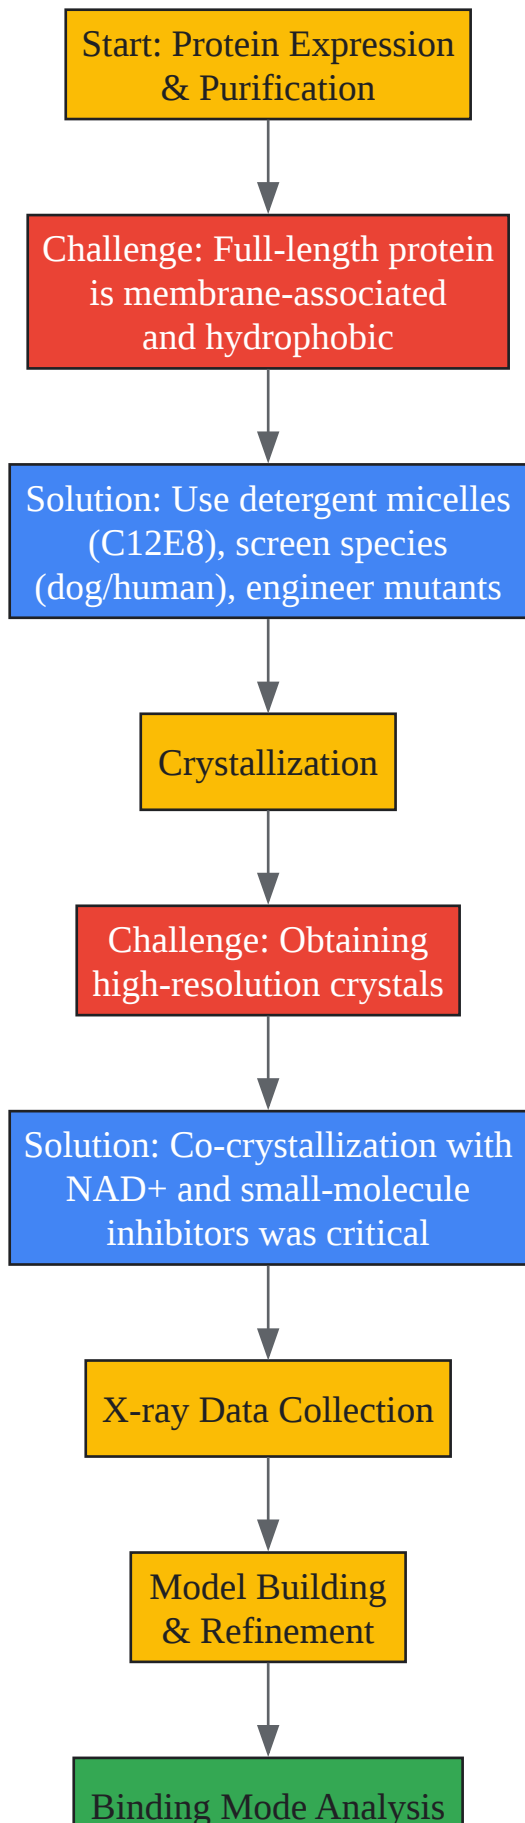 Start: Protein Expression
& Purification
Challenge: Full-length protein
is membrane-associated
and hydrophobic
Solution: Use detergent micelles
(C12E8), screen species
(dog/human), engineer mutants
Crystallization
Challenge: Obtaining
high-resolution crystals
Solution: Co-crystallization with
NAD+ and small-molecule
inhibitors was critical
X-ray Data Collection
Model Building
& Refinement
Binding Mode Analysis